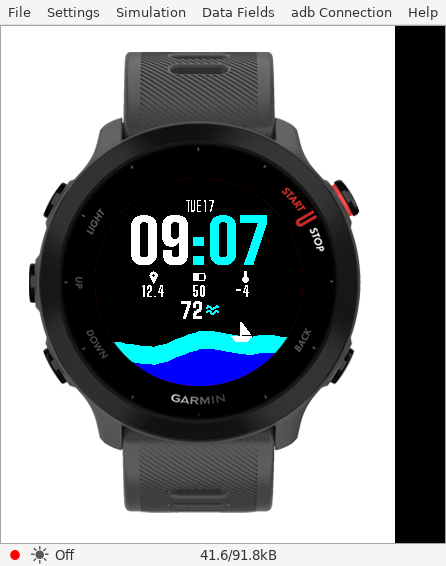 File Settings Simulation Data Fields adb Connection Help
TUE17
09:07
12.4 50 -4
72
LIGHT
UP
DOWN
START
STOP
BACK
GARMIN
Off 41.6/91.8kB